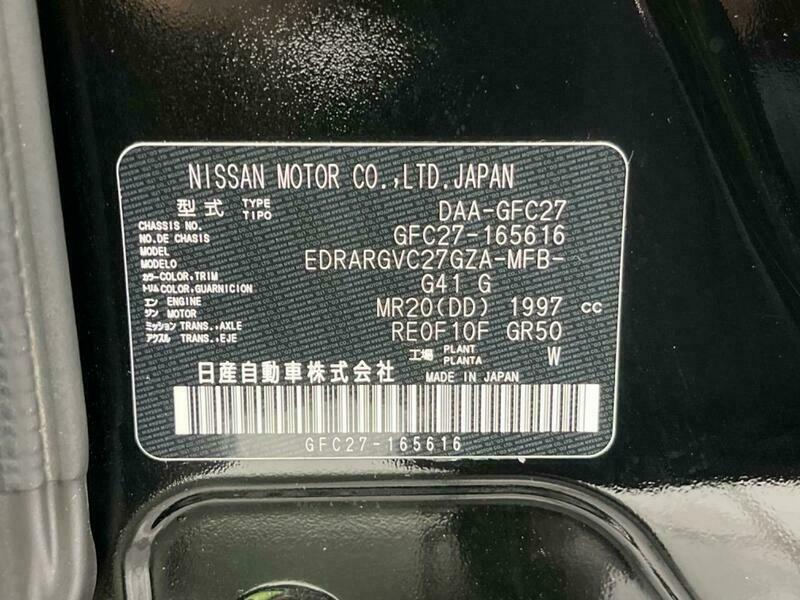 NISSAN MOTOR CO.,LTD.JAPAN
型式 TYPE TIPO DAA-GFC27
CHASSIS NO. NO.DE CHASIS GFC27-165616
MODEL MODELO EDRARGVC27GZA-MFB-
カラー COLOR,TRIM
トリム COLOR,GUARNICION G41 G
エンジン ENGINE MOTOR MR20(DD) 1997 cc
ミッション TRANS.,AXLE
アクスル TRANS.,EJE RE0F10F GR50
工場 PLANT PLANTA W
日産自動車株式会社 MADE IN JAPAN
GFC27-165616